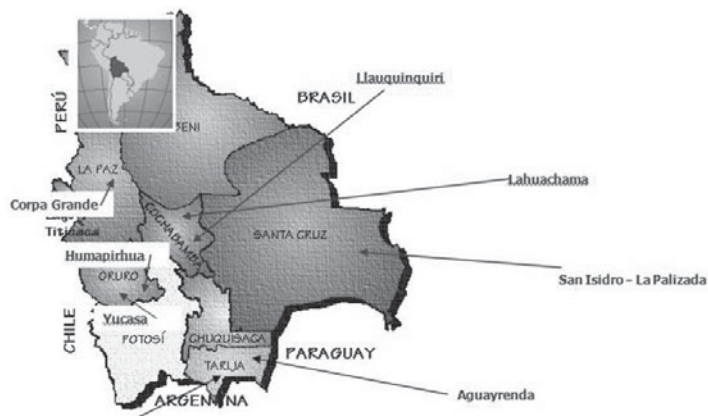 Llauquinquiri
BRASIL
PERÚ
BENI
LA PAZ
Lahuachama
Corpa Grande
Titicaca
COCHABAMBA
SANTA CRUZ
Humapirhua
ORURO
San Isidro – La Palizada
Yucasa
CHILE
POTOSÍ
CHUQUISACA
PARAGUAY
TARIJA
Aguayrenda
ARGENTINA